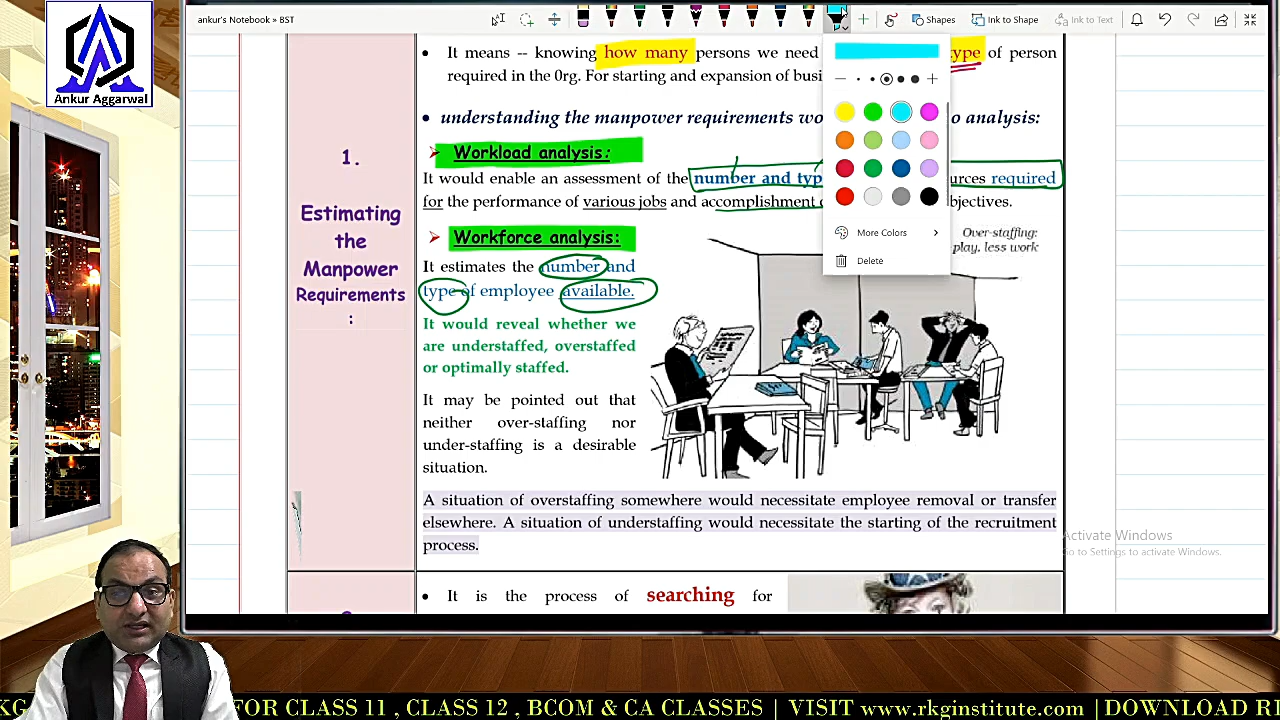 ankur's Notebook » BST
Shapes
Ink to Shape
Ink to Text
Ankur Aggarwal
• It means -- knowing how many persons we need type of person
required in the 0rg. For starting and expansion of busi
• understanding the manpower requirements wo o analysis:
➢ Workload analysis:
It would enable an assessment of the number and typ urces required
for the performance of various jobs and accomplishment bjectives.
➢ Workforce analysis:
It estimates the number and
type of employee available.
It would reveal whether we
are understaffed, overstaffed
or optimally staffed.
It may be pointed out that
neither over-staffing nor
under-staffing is a desirable
situation.
A situation of overstaffing somewhere would necessitate employee removal or transfer
elsewhere. A situation of understaffing would necessitate the starting of the recruitment
process.
1.
Estimating
the
Manpower
Requirements
:
Over-staffing:
play, less work
More Colors
Delete
Activate Windows
Go to Settings to activate Windows.
• It is the process of searching for
KG FOR CLASS 11 , CLASS 12 , BCOM & CA CLASSES | VISIT www.rkginstitute.com | DOWNLOAD R